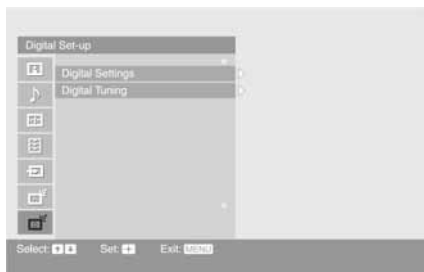 Digital Set-up
Digital Settings
Digital Tuning
Select: Set: Exit: MENU